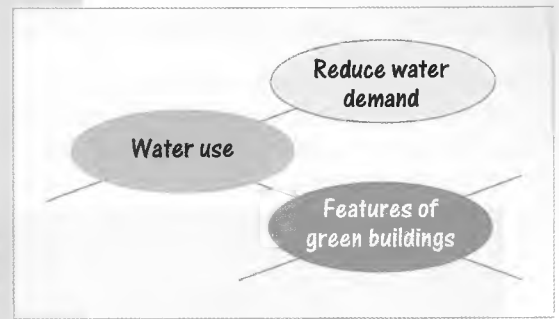 Reduce water
demand
Water use
Features of
green buildings